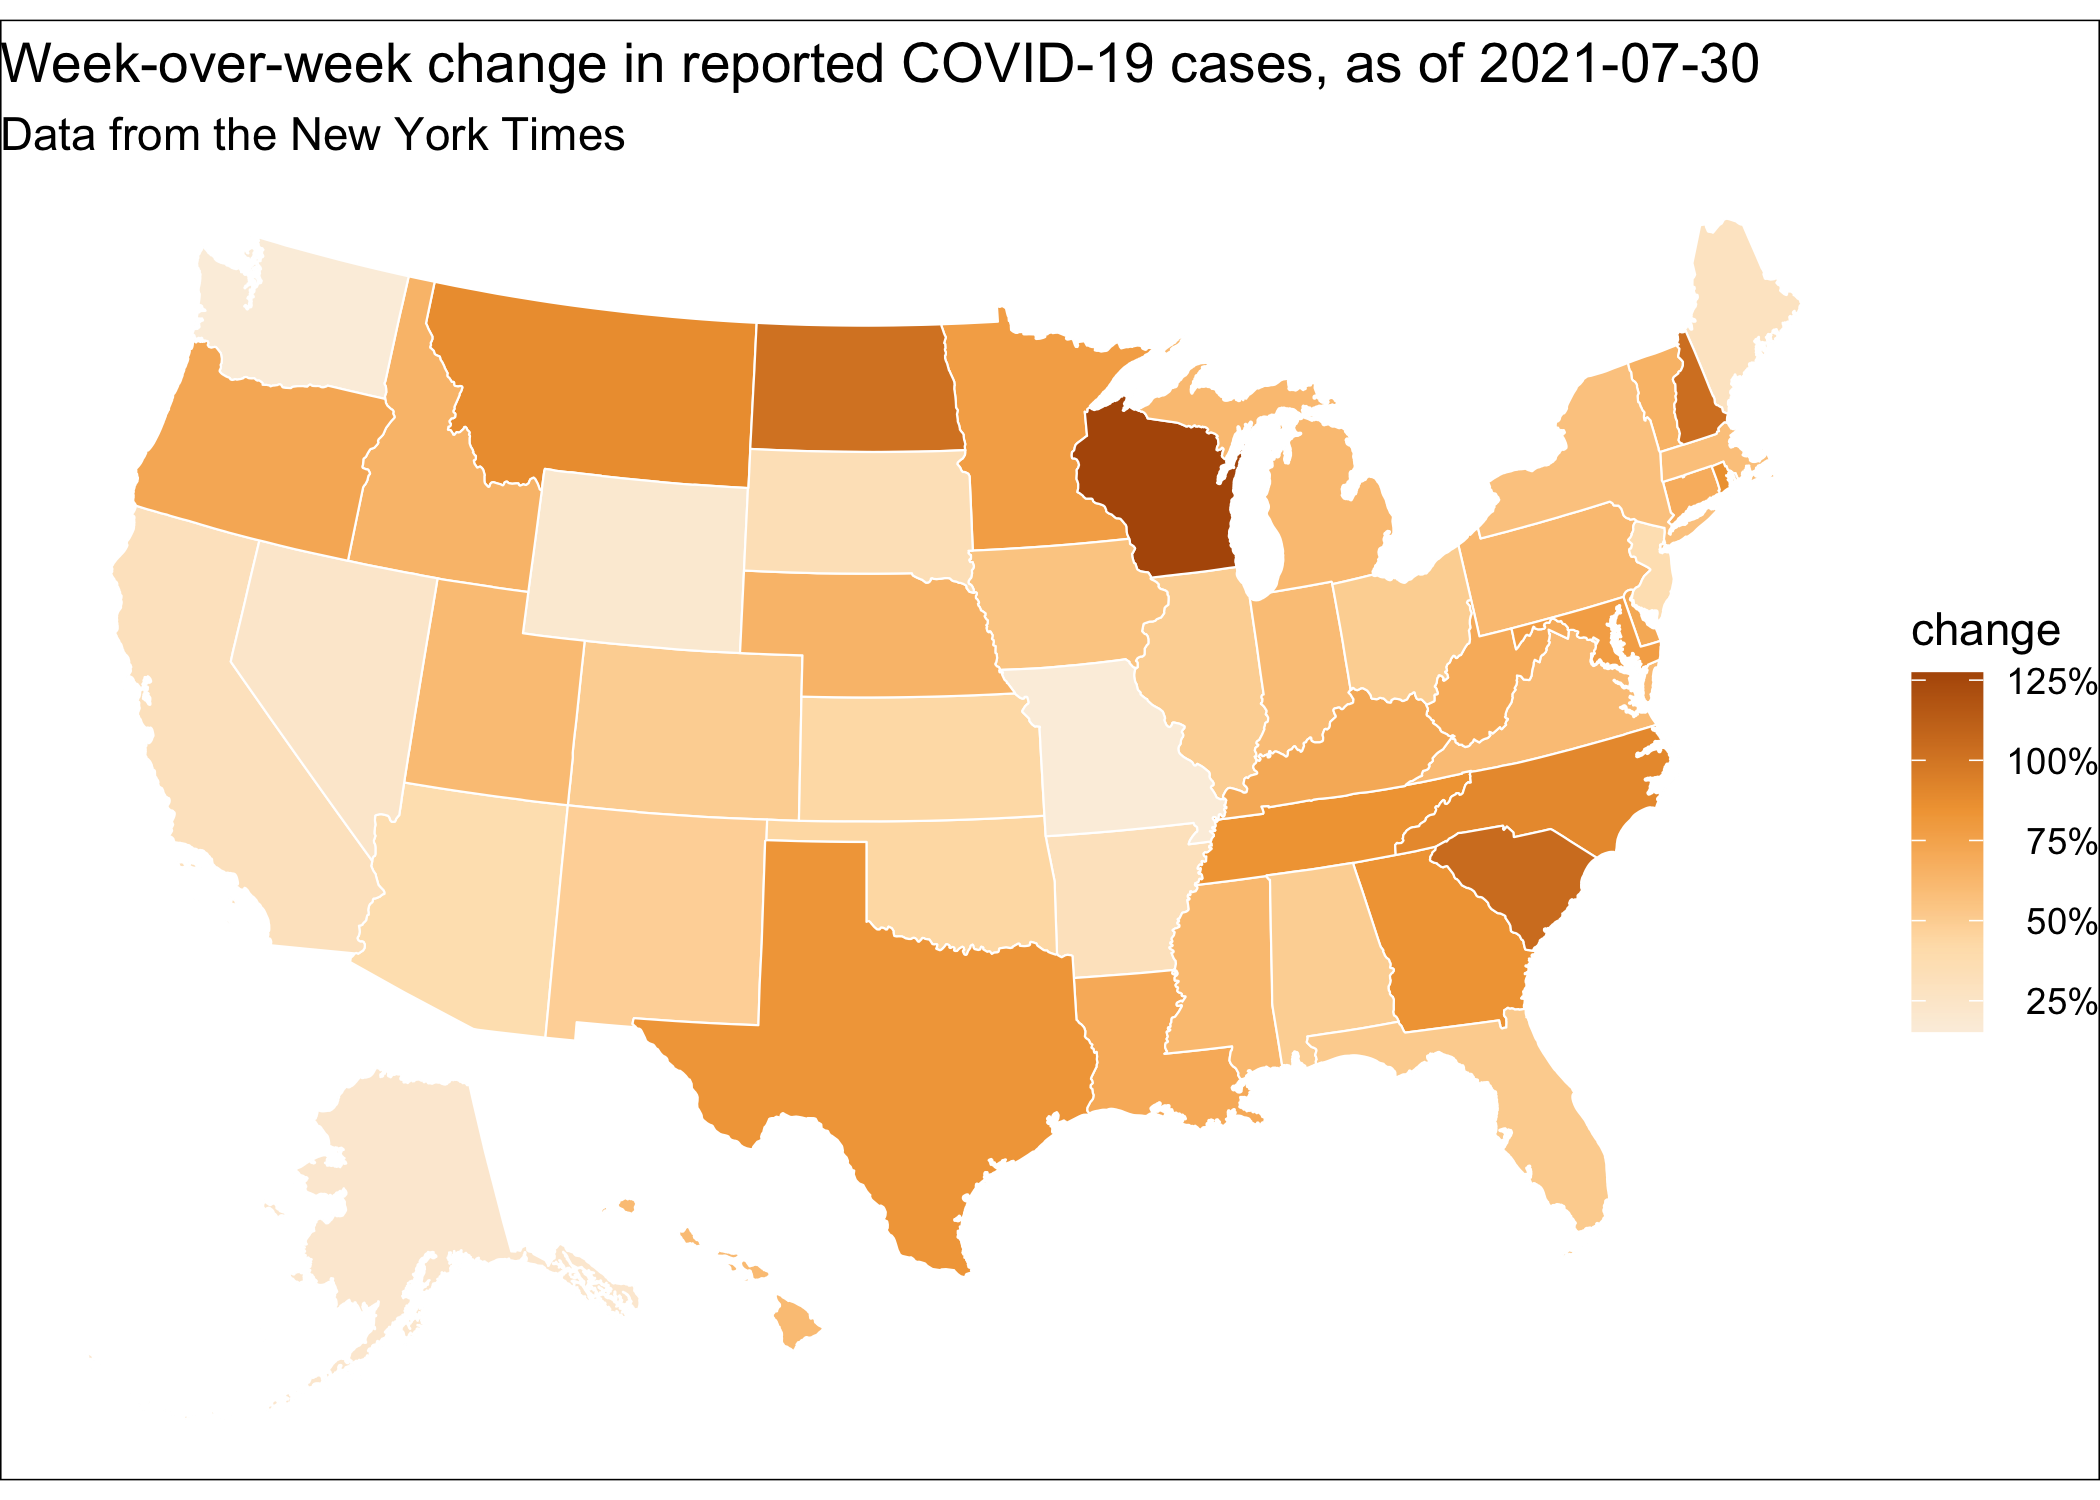 Week-over-week change in reported COVID-19 cases, as of 2021-07-30
Data from the New York Times
change
125%
100%
75%
50%
25%